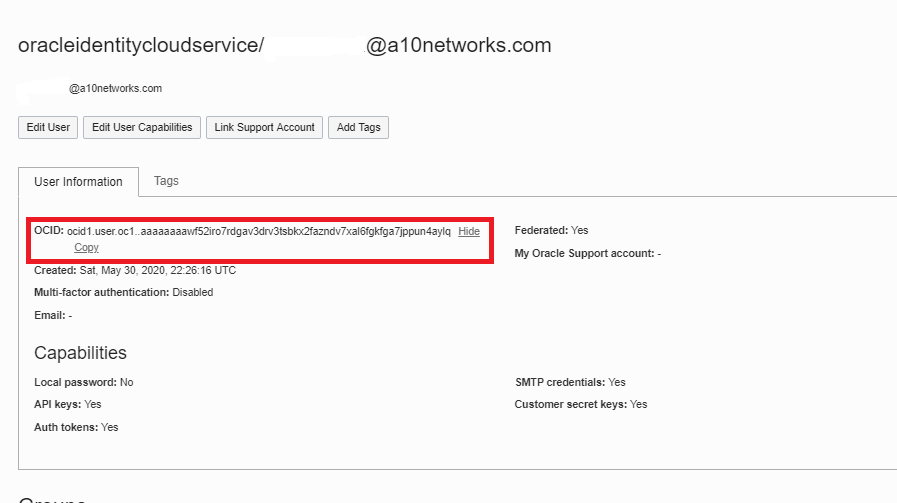 oracleidentitycloudservice/ @a10networks.com
@a10networks.com
Edit User Edit User Capabilities Link Support Account Add Tags
User Information Tags
OCID: ocid1.user.oc1..aaaaaaaawf52iro7rdgav3drv3tsbkx2fazndv7xal6fgkfga7jppun4aylq Hide
Copy
Created: Sat, May 30, 2020, 22:26:16 UTC
Multi-factor authentication: Disabled
Email: -
Federated: Yes
My Oracle Support account: -
Capabilities
Local password: No
API keys: Yes
Auth tokens: Yes
SMTP credentials: Yes
Customer secret keys: Yes
Groups